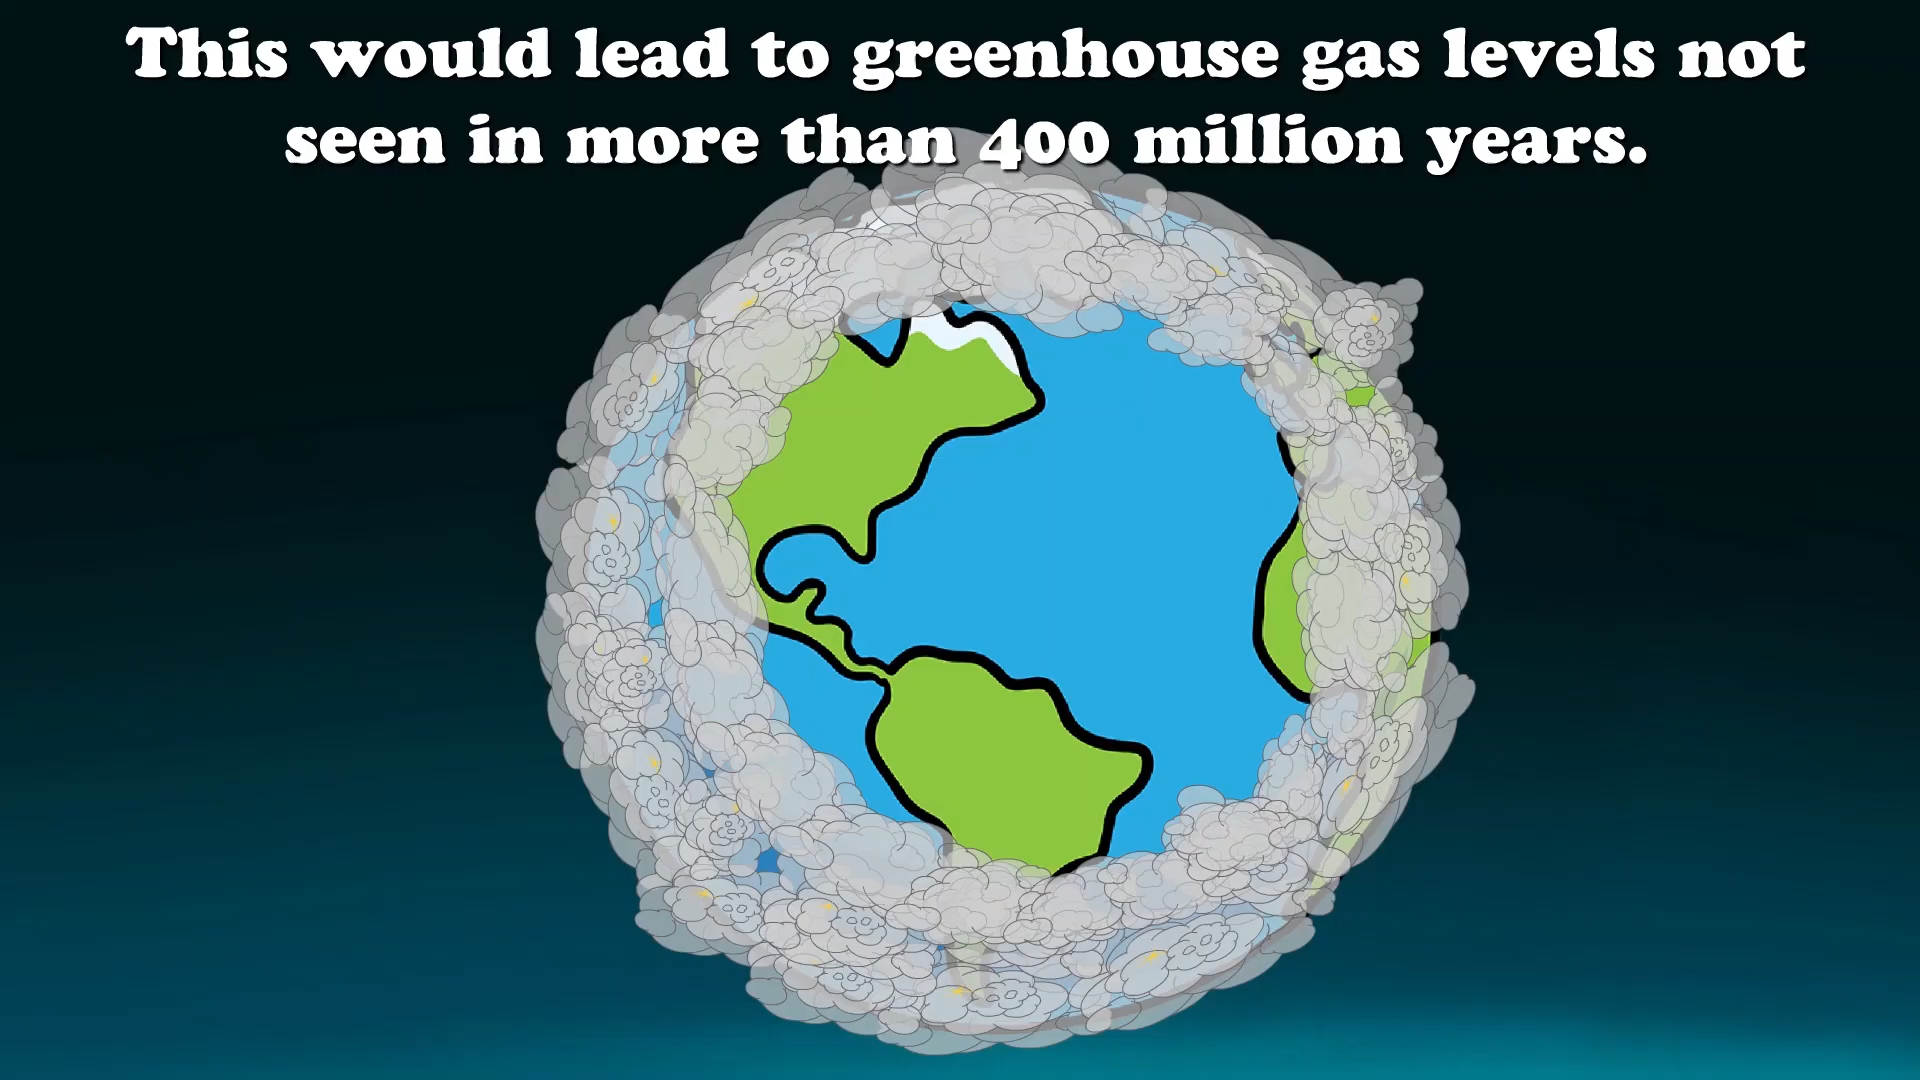 This would lead to greenhouse gas levels not
seen in more than 400 million years.